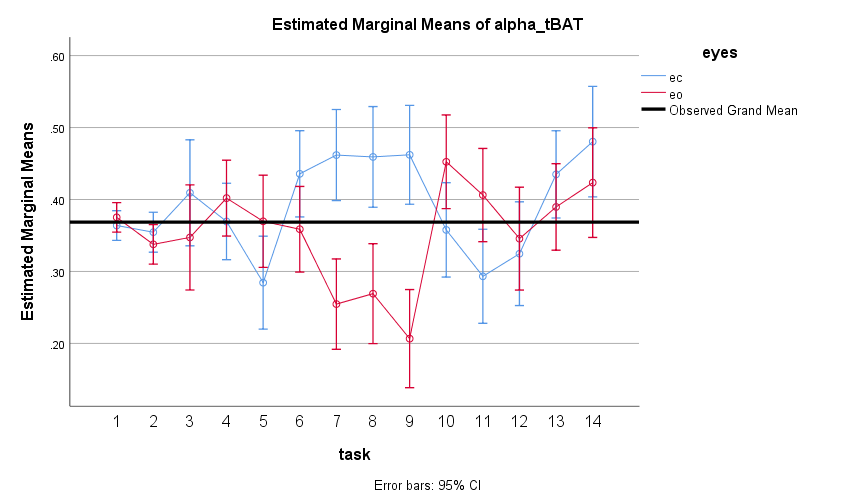 Estimated Marginal Means of alpha_tBAT
eyes
ec
eo
Observed Grand Mean
Estimated Marginal Means
.60
.50
.40
.30
.20
1 2 3 4 5 6 7 8 9 10 11 12 13 14
task
Error bars: 95% CI